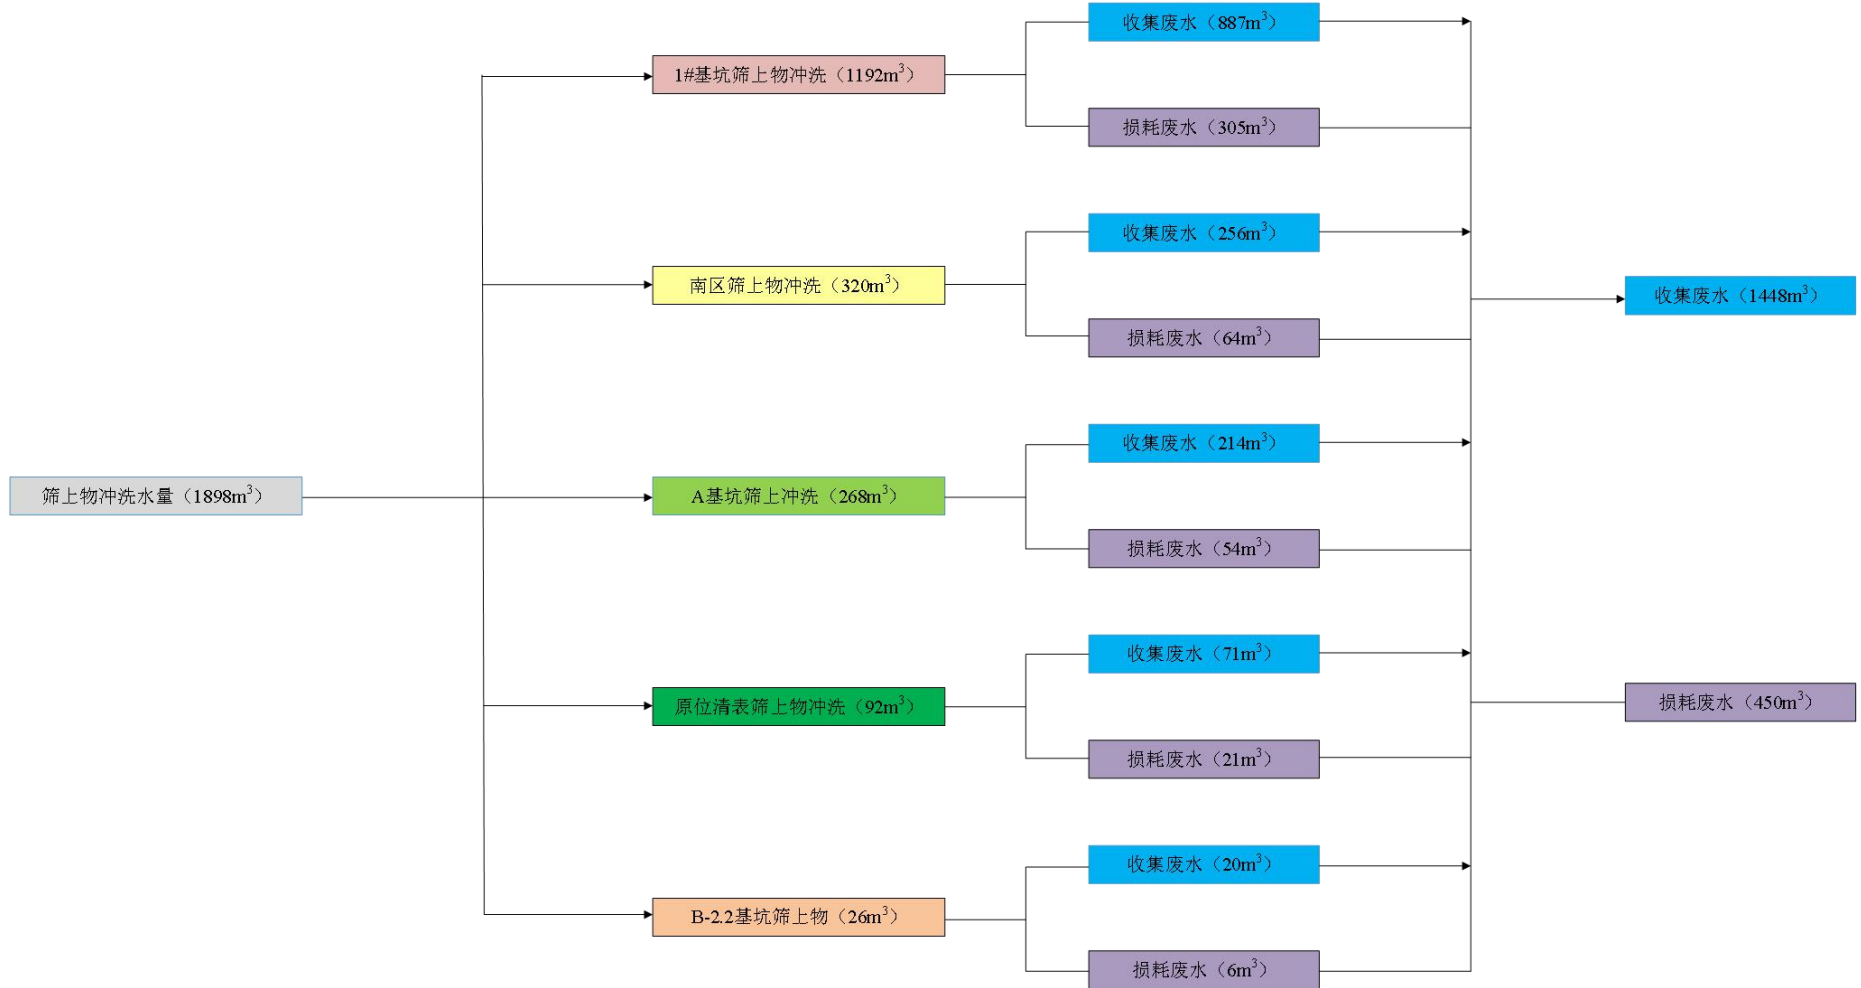 筛上物冲洗水量（1898m³）
1#基坑筛上物冲洗（1192m³）
收集废水（887m³）
损耗废水（305m³）
南区筛上物冲洗（320m³）
收集废水（256m³）
损耗废水（64m³）
A基坑筛上冲洗（268m³）
收集废水（214m³）
损耗废水（54m³）
原位清表筛上物冲洗（92m³）
收集废水（71m³）
损耗废水（21m³）
B-2.2基坑筛上物（26m³）
收集废水（20m³）
损耗废水（6m³）
收集废水（1448m³）
损耗废水（450m³）